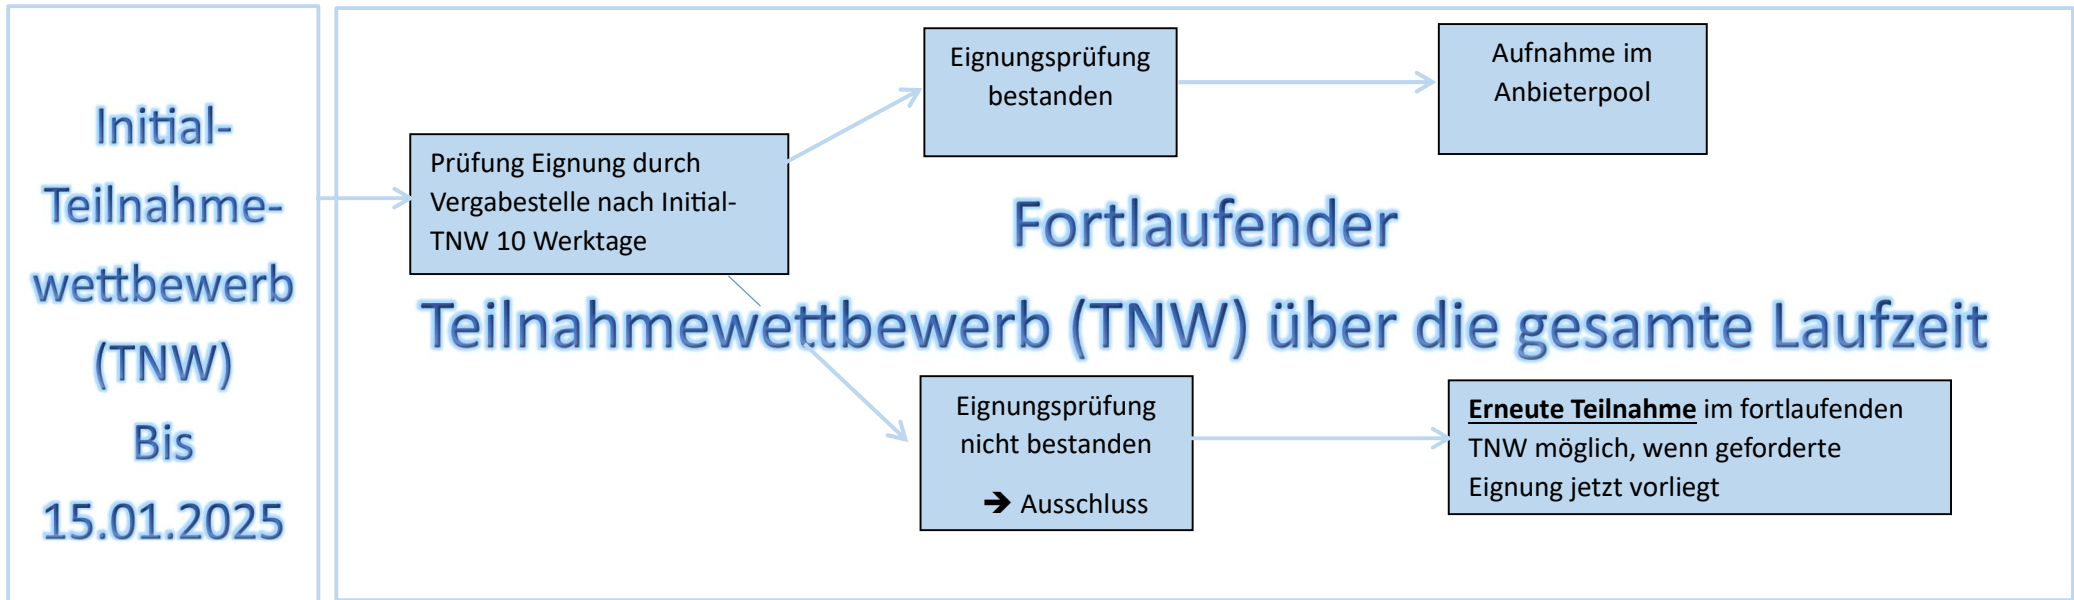 Initial-
Teilnahme-
wettbewerb
(TNW)
Bis
15.01.2025
Prüfung Eignung durch
Vergabestelle nach Initial-
TNW 10 Werktage
Eignungsprüfung
bestanden
Aufnahme im
Anbieterpool
Fortlaufender
Teilnahmewettbewerb (TNW) über die gesamte Laufzeit
Eignungsprüfung
nicht bestanden
➔ Ausschluss
Erneute Teilnahme im fortlaufenden
TNW möglich, wenn geforderte
Eignung jetzt vorliegt